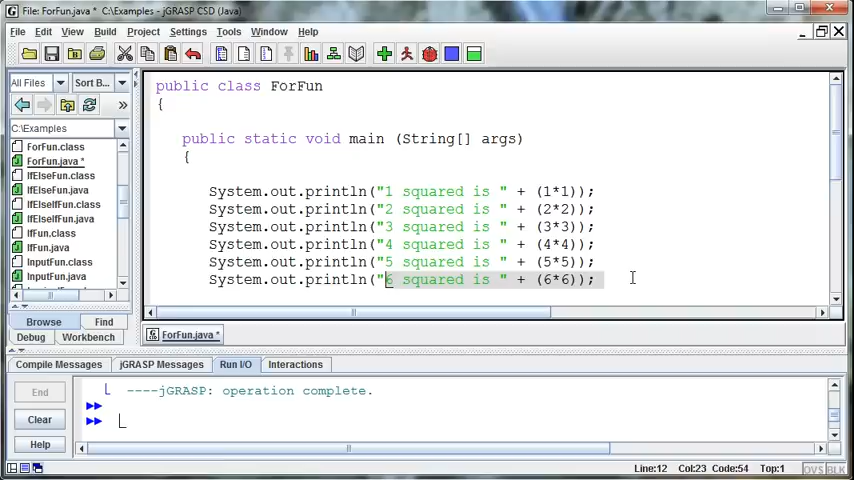 File: ForFun.java * C:\Examples - jGRASP CSD (Java)
File Edit View Build Project Settings Tools Window Help
All Files Sort B...
C:\Examples
ForFun.class
ForFun.java *
IfElseFun.class
IfElseFun.java
IfElseIfFun.class
IfElseIfFun.java
IfFun.class
IfFun.java
InputFun.class
InputFun.java
Browse Find
Debug Workbench
public class ForFun
{
public static void main (String[] args)
{
System.out.println("1 squared is " + (1*1));
System.out.println("2 squared is " + (2*2));
System.out.println("3 squared is " + (3*3));
System.out.println("4 squared is " + (4*4));
System.out.println("5 squared is " + (5*5));
System.out.println("6 squared is " + (6*6));
ForFun.java *
Compile Messages jGRASP Messages Run I/O Interactions
End
Clear
Help
----jGRASP: operation complete.
Line:12 Col:23 Code:54 Top:1 OVS BLK